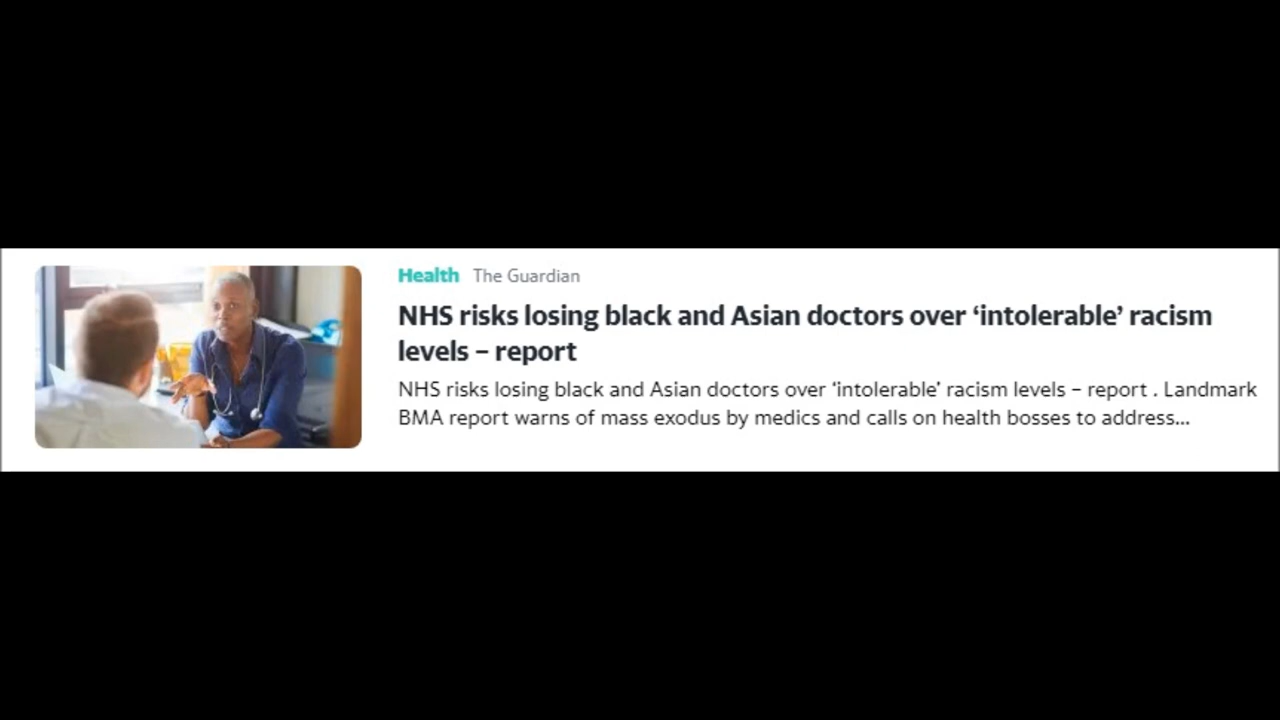 Health The Guardian
NHS risks losing black and Asian doctors over ‘intolerable’ racism
levels – report
NHS risks losing black and Asian doctors over ‘intolerable’ racism levels – report . Landmark
BMA report warns of mass exodus by medics and calls on health bosses to address...